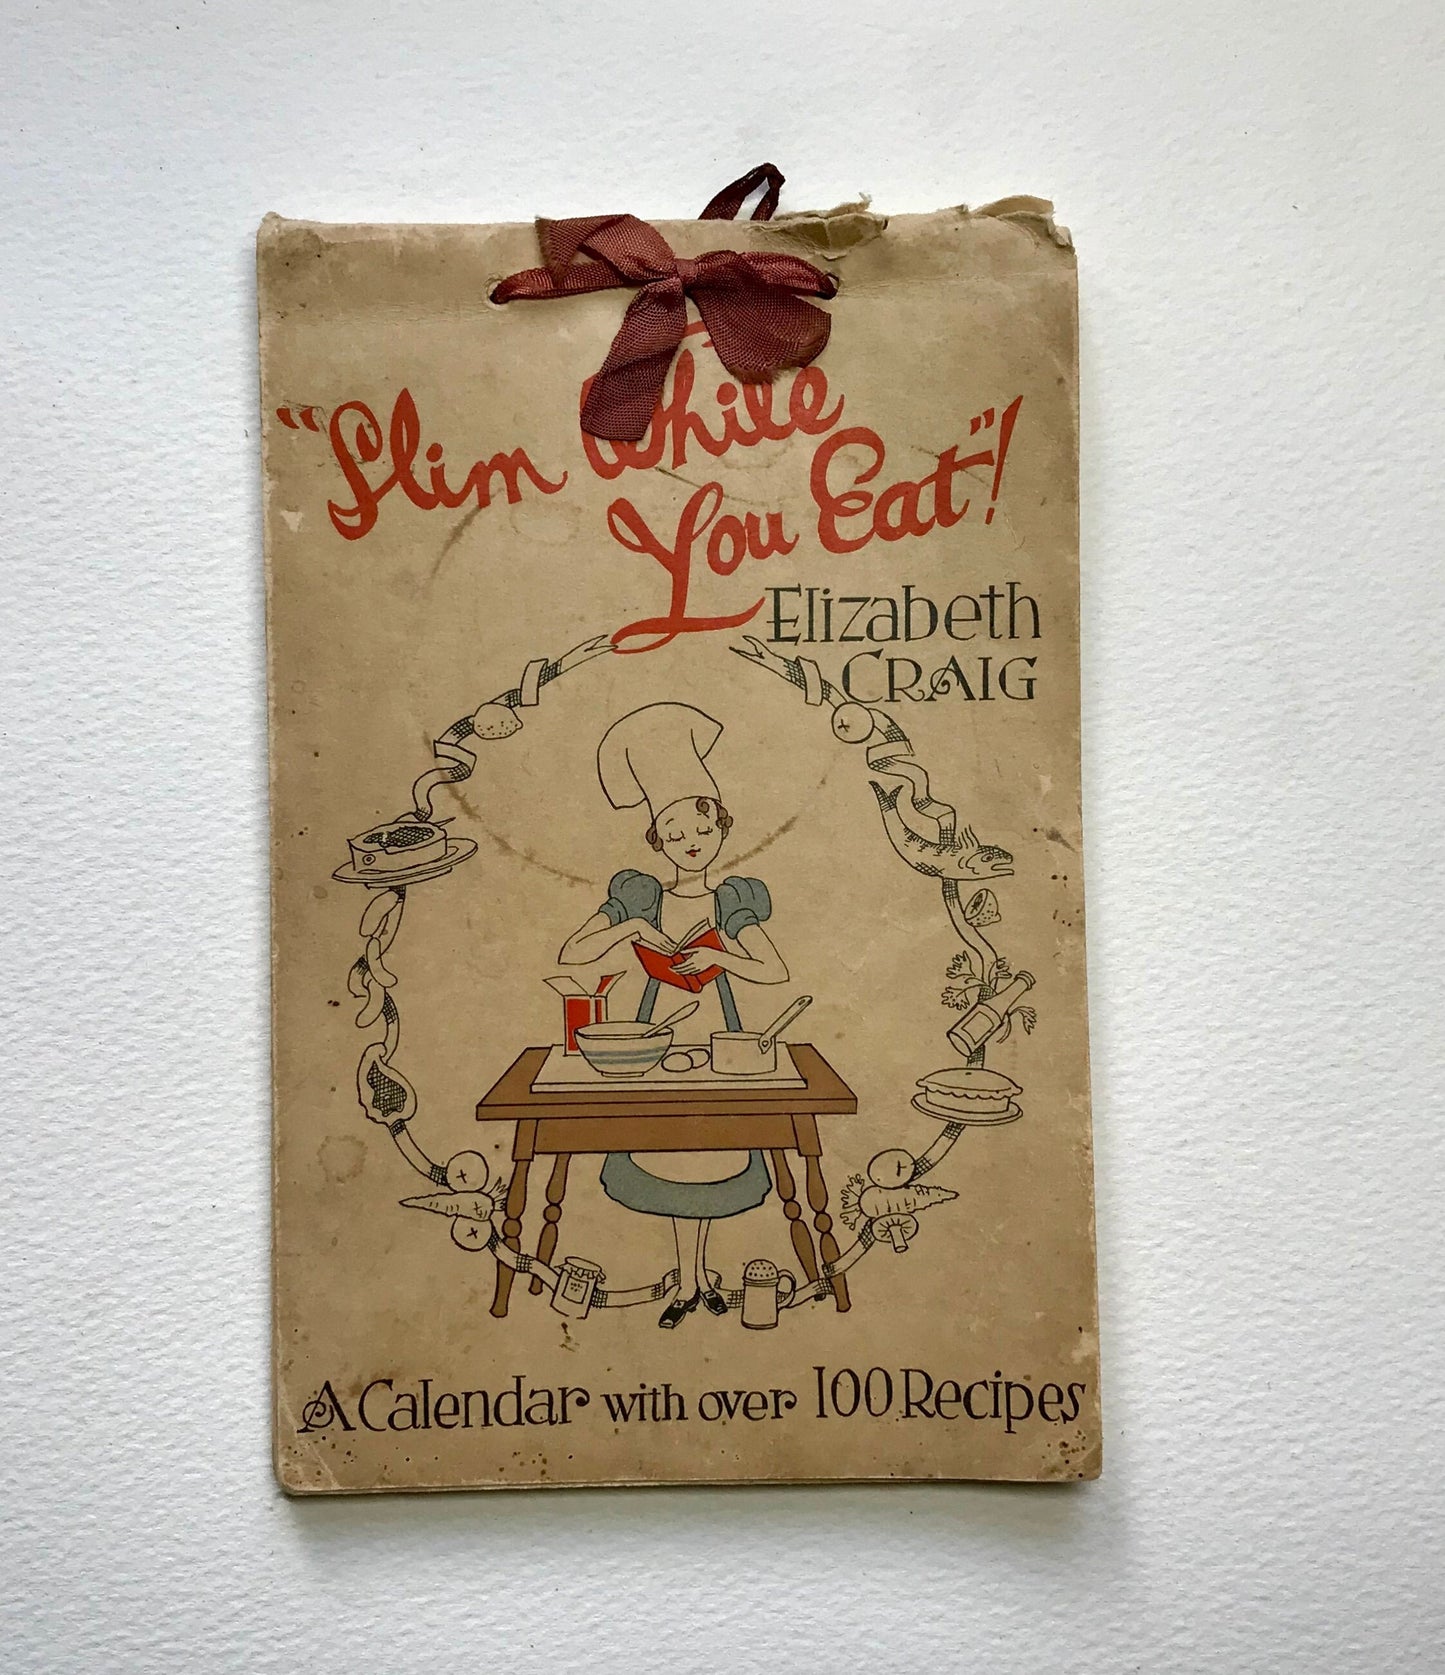 "Slim While
You Eat"!
Elizabeth
CRAIG
A Calendar with over 100 Recipes